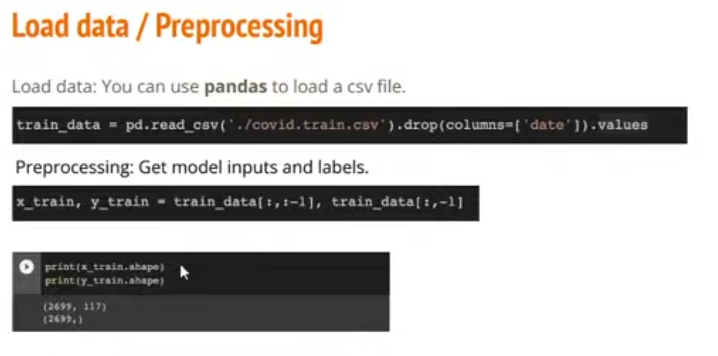 Load data / Preprocessing
Load data: You can use pandas to load a csv file.
train_data = pd.read_csv('./covid.train.csv').drop(columns=['date']).values
Preprocessing: Get model inputs and labels.
x_train, y_train = train_data[:,:-1], train_data[:,-1]
print(x_train.shape)
print(y_train.shape)
(2699, 117)
(2699,)